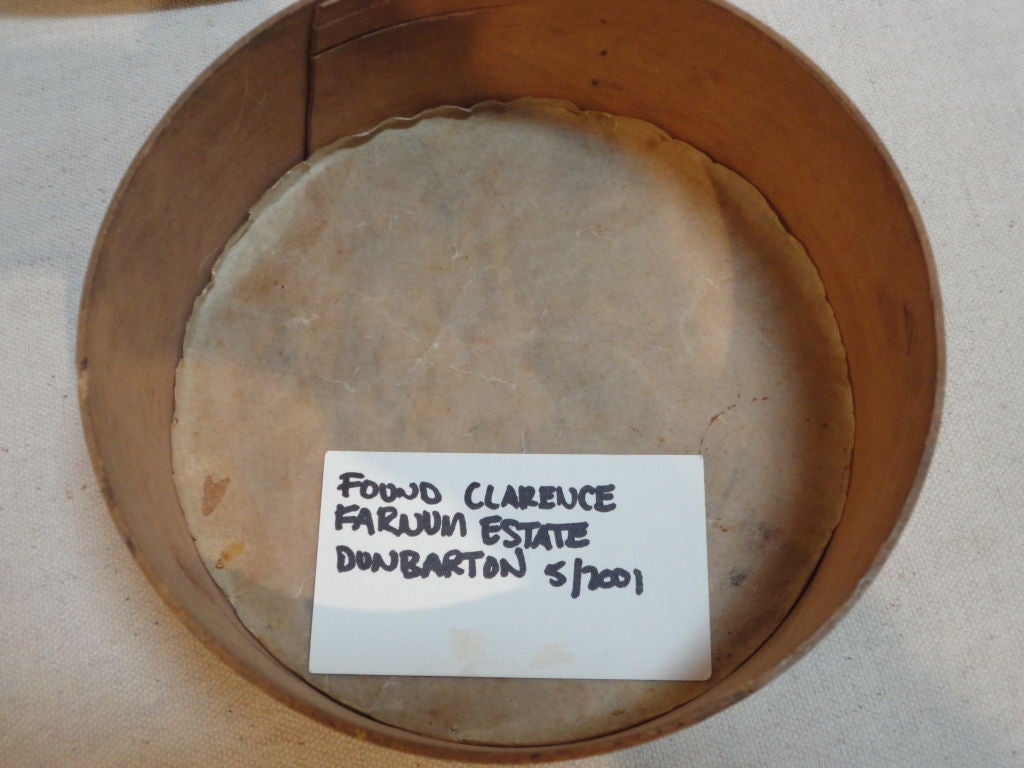 FOUND CLARENCE
FARNUM ESTATE
DUNBARTON 5/2001